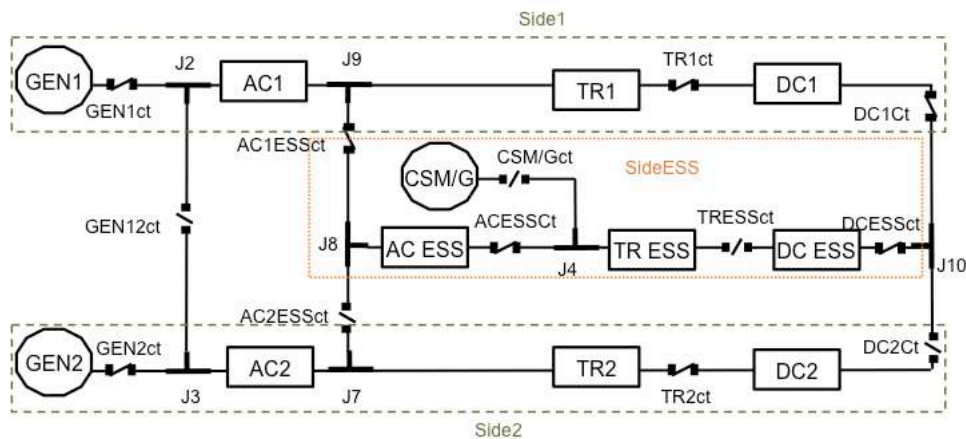 Side1
GEN1
GEN1ct
J2
AC1
J9
TR1
TR1ct
DC1
DC1Ct
AC1ESSct
CSM/G
CSM/Gct
SideESS
GEN12ct
J8
AC ESS
ACESSCt
J4
TR ESS
TRESSct
DC ESS
DCESSct
J10
AC2ESSct
GEN2
GEN2ct
J3
AC2
J7
TR2
TR2ct
DC2
DC2Ct
Side2